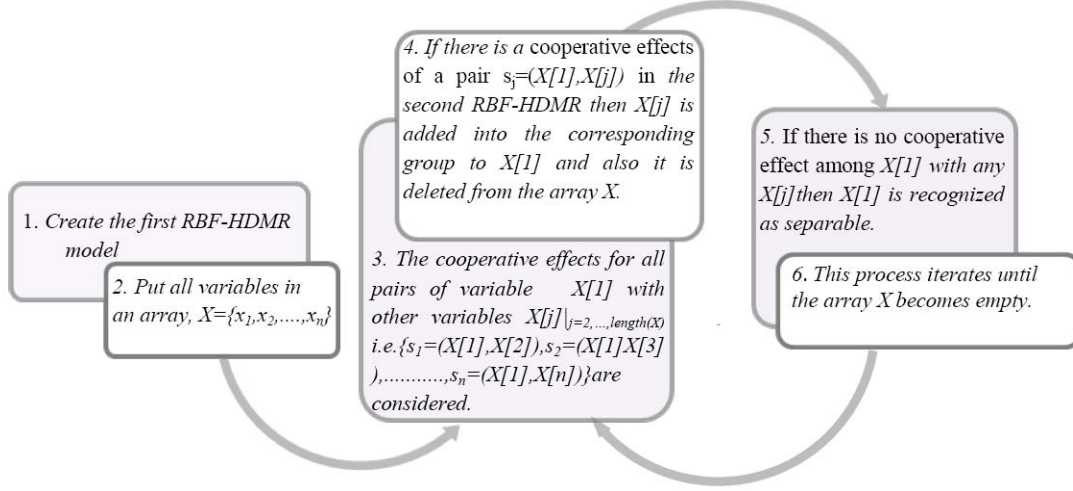 1. Create the first RBF-HDMR
model
2. Put all variables in
an array, X={x1,x2,....,xn}
3. The cooperative effects for all
pairs of variable X[1] with
other variables X[j]|j=2,...,length(X)
i.e.{s1=(X[1],X[2]),s2=(X[1]X[3]
),...........,sn=(X[1],X[n])}are
considered.
4. If there is a cooperative effects
of a pair sj=(X[1],X[j]) in the
second RBF-HDMR then X[j] is
added into the corresponding
group to X[1] and also it is
deleted from the array X.
5. If there is no cooperative
effect among X[1] with any
X[j]then X[1] is recognized
as separable.
6. This process iterates until
the array X becomes empty.